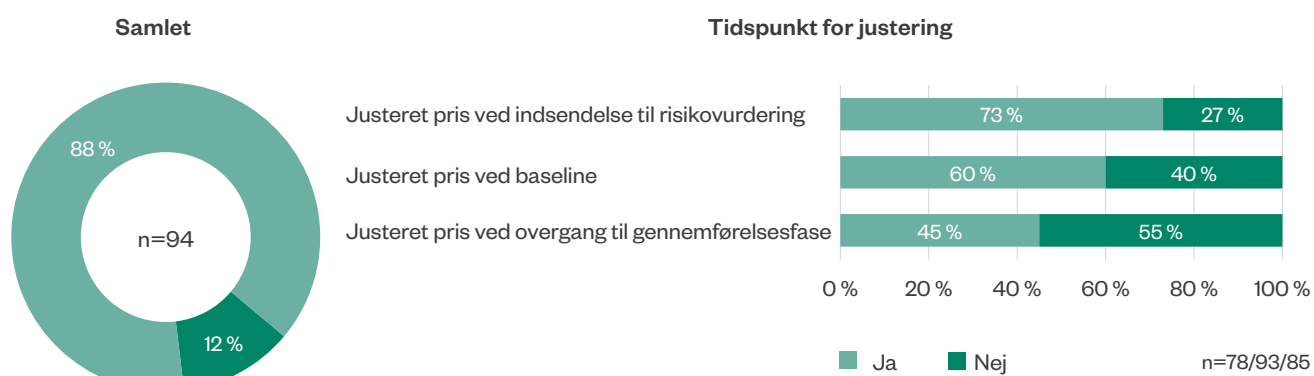 Samlet
88 %
n=94
12 %
Tidspunkt for justering
Justeret pris ved indsendelse til risikovurdering
73 %
27 %
Justeret pris ved baseline
60 %
40 %
Justeret pris ved overgang til gennemførelsesfase
45 %
55 %
0 % 20 % 40 % 60 % 80 % 100 %
Ja Nej n=78/93/85